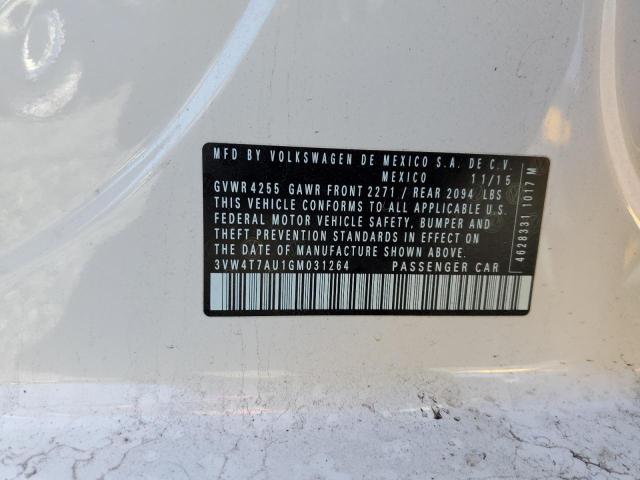 MFD BY VOLKSWAGEN DE MEXICO S.A. DE C.V.
MEXICO 11/15
GVWR 4255 GAWR FRONT 2271 / REAR 2094 LBS
THIS VEHICLE CONFORMS TO ALL APPLICABLE U.S.
FEDERAL MOTOR VEHICLE SAFETY, BUMPER AND
THEFT PREVENTION STANDARDS IN EFFECT ON
THE DATE OF MANUFACTURE SHOWN ABOVE.
3VW4T7AU1GM031264 PASSENGER CAR
4628331 1017 M